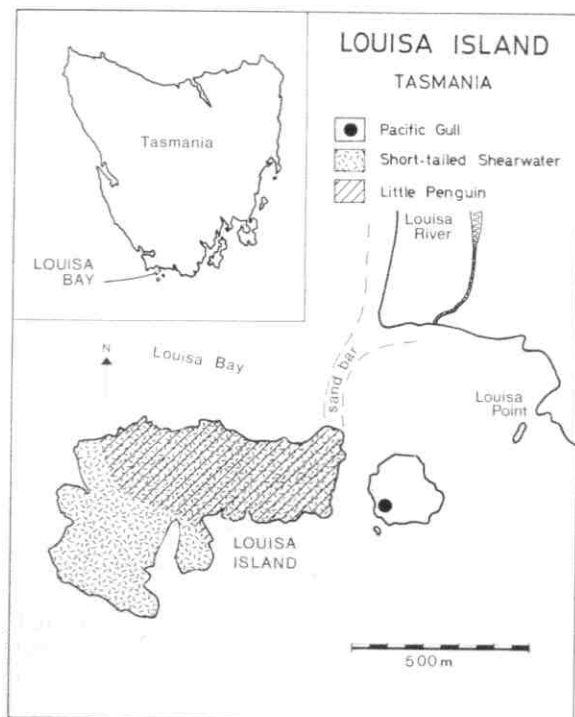 LOUISA ISLAND
TASMANIA
Pacific Gull
Short-tailed Shearwater
Little Penguin
Tasmania
LOUISA
BAY
Louisa
River
N
Louisa Bay
sand bar
Louisa
Point
LOUISA
ISLAND
500m